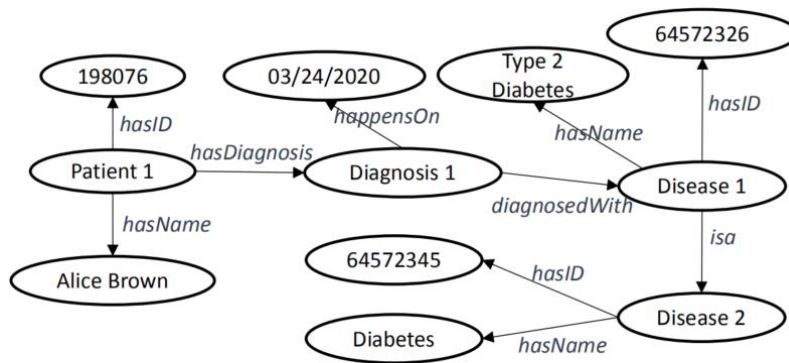 64572326
198076
03/24/2020
Type 2
Diabetes
hasID
happensOn
hasID
hasName
hasDiagnosis
Patient 1
Diagnosis 1
Disease 1
diagnosedWith
hasName
isa
64572345
hasID
Alice Brown
Disease 2
Diabetes
hasName